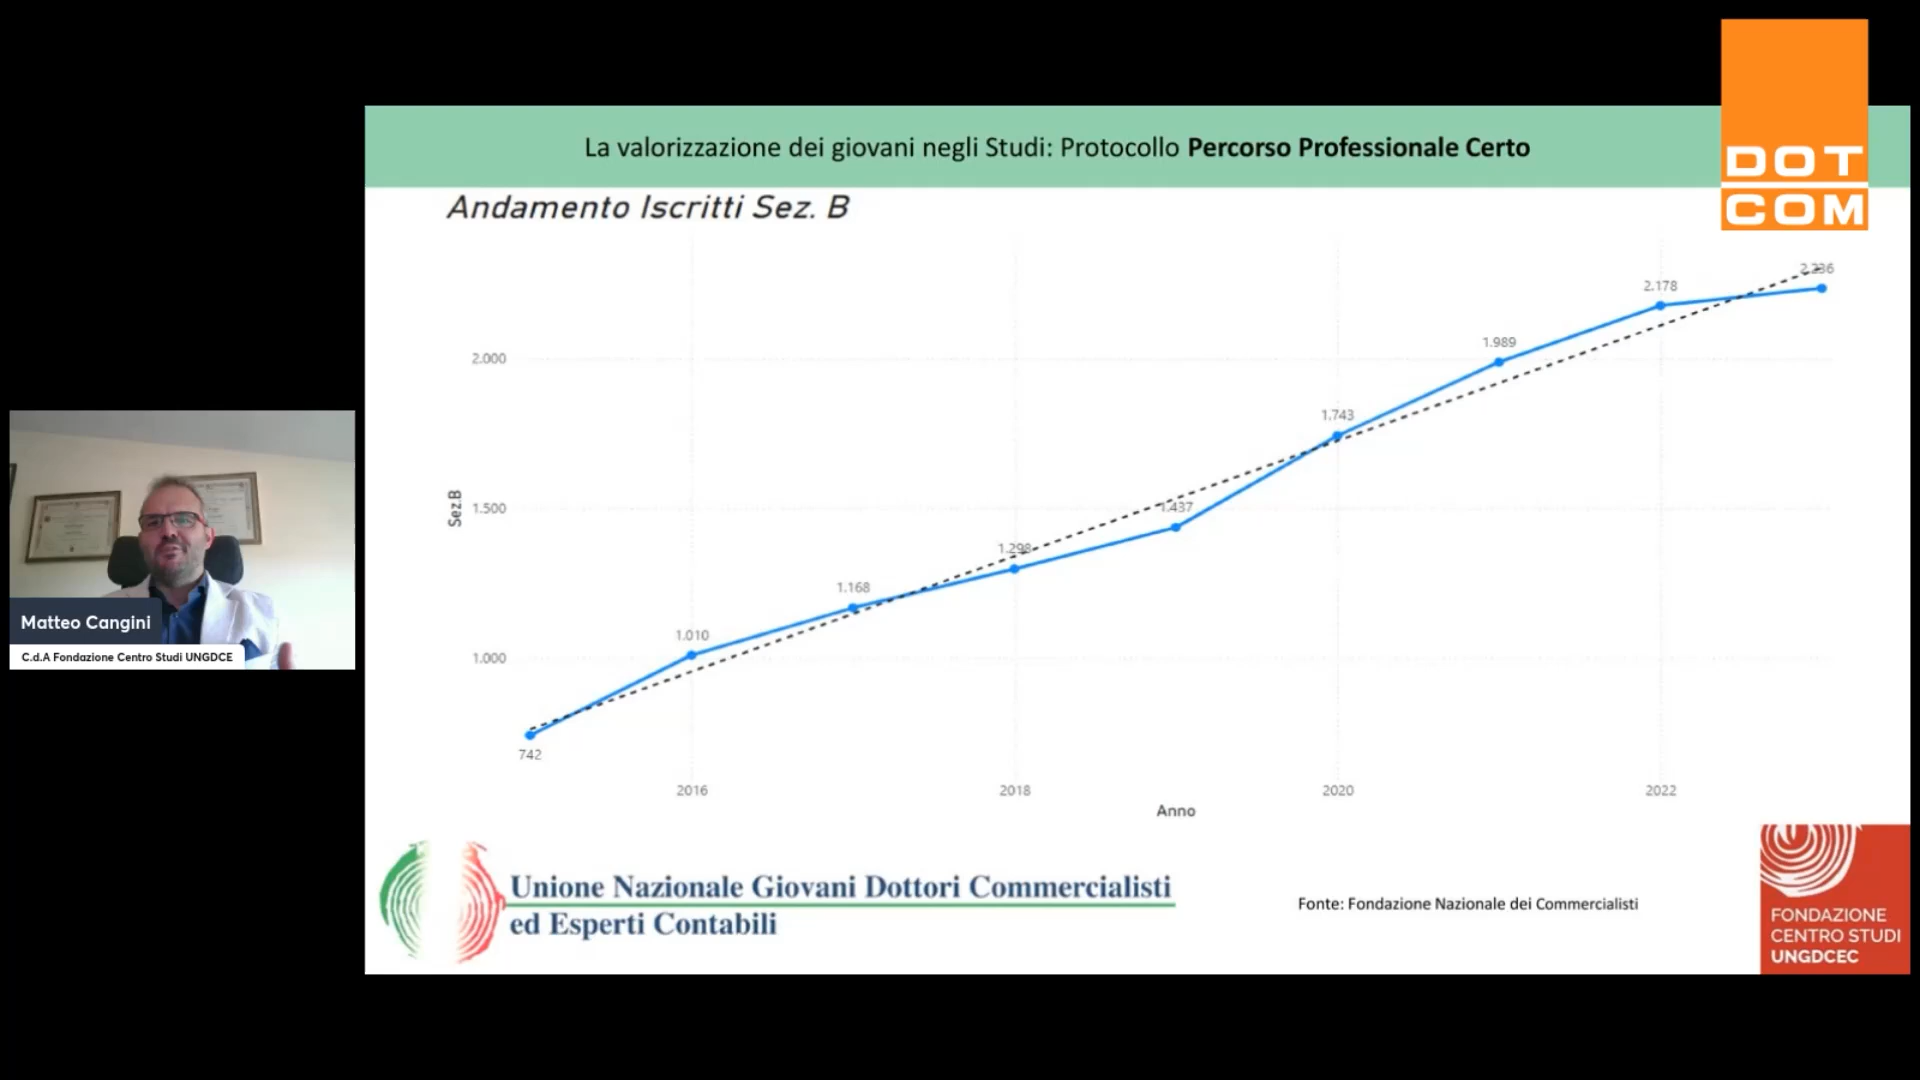 DOT
COM
La valorizzazione dei giovani negli Studi: Protocollo Percorso Professionale Certo
Andamento Iscritti Sez. B
2.236
2.178
1.989
1.743
1.437
1.298
1.168
1.010
742
2.000
1.500
1.000
Sez.B
2016
2018
2020
2022
Anno
Matteo Cangini
C.d.A Fondazione Centro Studi UNGDCE
Unione Nazionale Giovani Dottori Commercialisti
ed Esperti Contabili
Fonte: Fondazione Nazionale dei Commercialisti
FONDAZIONE
CENTRO STUDI
UNGDCEC